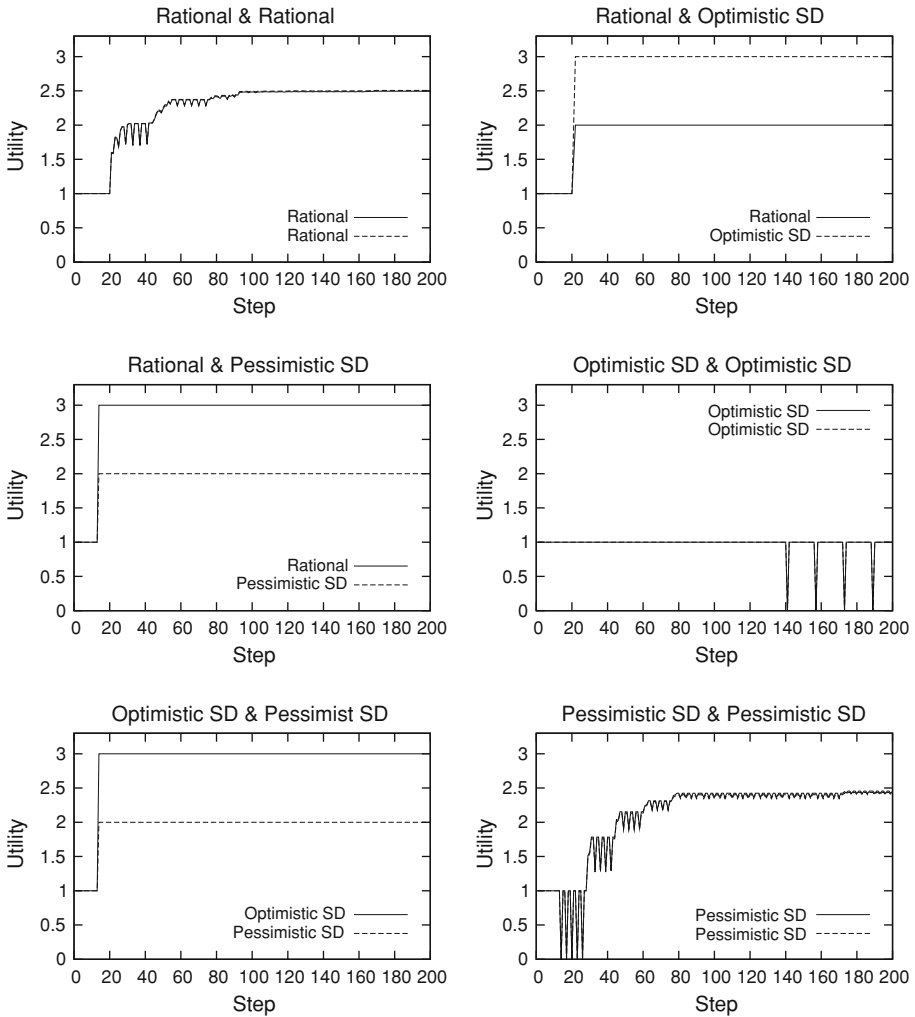 Rational & Rational
3
2.5
2
1.5
1
0.5
0
Utility
Rational
Rational
0 20 40 60 80 100 120 140 160 180 200
Step
Rational & Optimistic SD
3
2.5
2
1.5
1
0.5
0
Utility
Rational
Optimistic SD
0 20 40 60 80 100 120 140 160 180 200
Step
Rational & Pessimistic SD
3
2.5
2
1.5
1
0.5
0
Utility
Rational
Pessimistic SD
0 20 40 60 80 100 120 140 160 180 200
Step
Optimistic SD & Optimistic SD
3
2.5
2
1.5
1
0.5
0
Utility
Optimistic SD
Optimistic SD
0 20 40 60 80 100 120 140 160 180 200
Step
Optimistic SD & Pessimist SD
3
2.5
2
1.5
1
0.5
0
Utility
Optimistic SD
Pessimistic SD
0 20 40 60 80 100 120 140 160 180 200
Step
Pessimistic SD & Pessimistic SD
3
2.5
2
1.5
1
0.5
0
Utility
Pessimistic SD
Pessimistic SD
0 20 40 60 80 100 120 140 160 180 200
Step